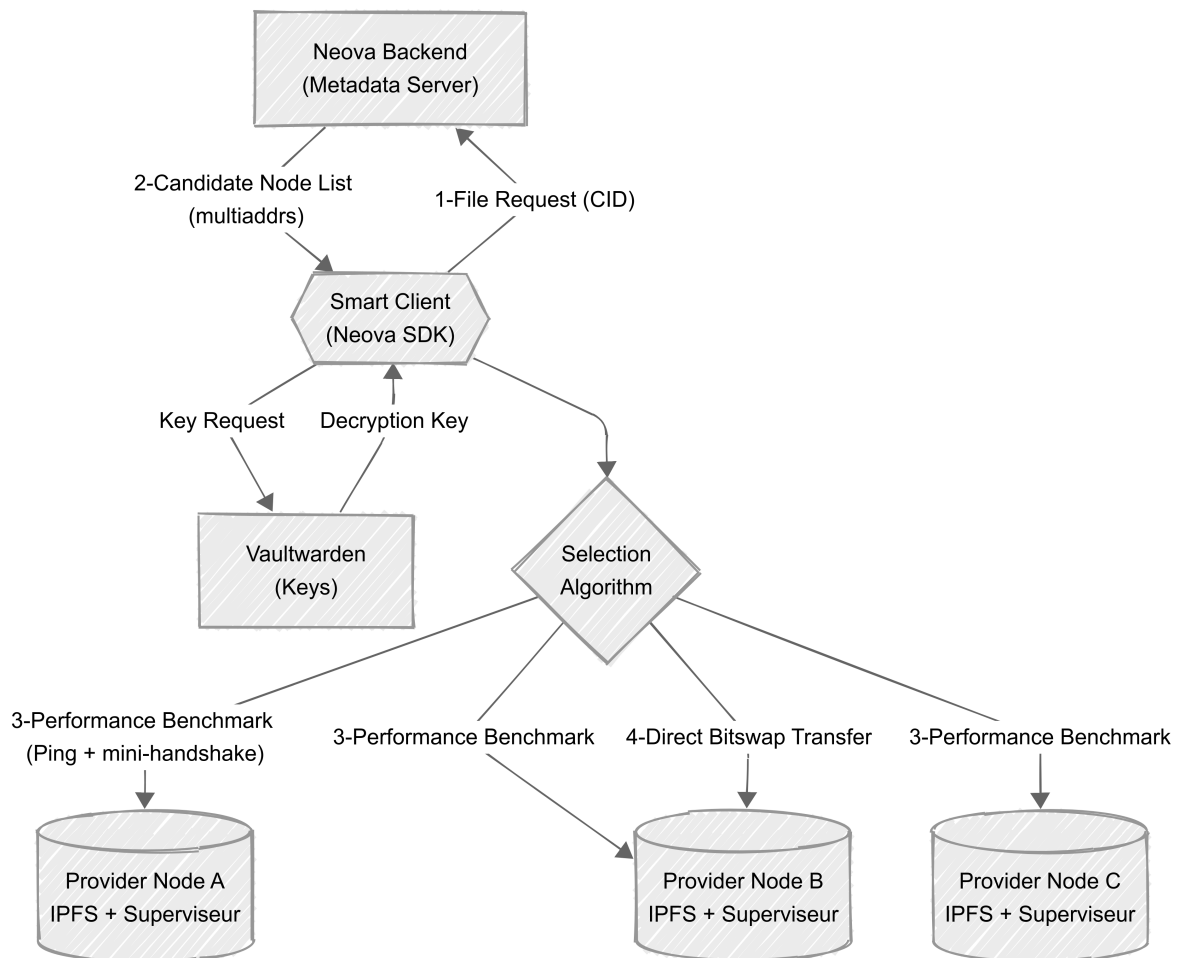 Neova Backend
(Metadata Server)
2-Candidate Node List
(multiaddrs)
1-File Request (CID)
Smart Client
(Neova SDK)
Key Request
Decryption Key
Vaultwarden
(Keys)
Selection
Algorithm
3-Performance Benchmark
(Ping + mini-handshake)
3-Performance Benchmark
4-Direct Bitswap Transfer
3-Performance Benchmark
Provider Node A
IPFS + Superviseur
Provider Node B
IPFS + Superviseur
Provider Node C
IPFS + Superviseur